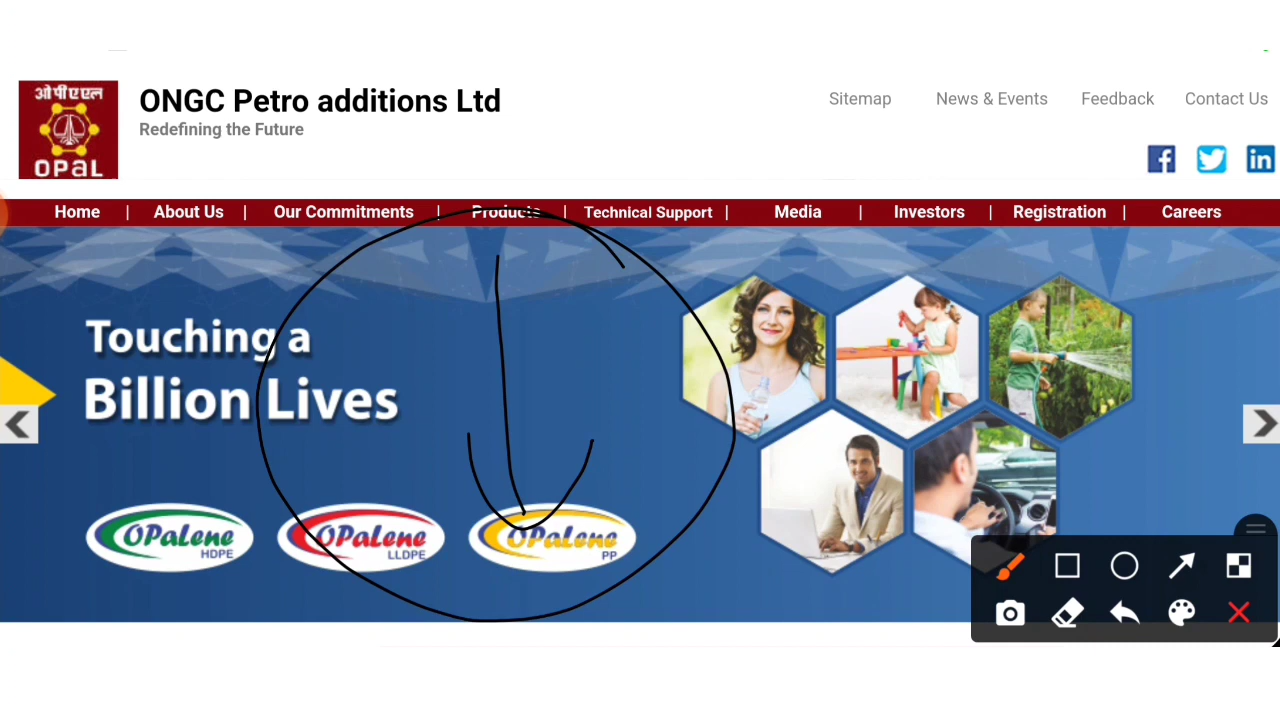 ओपीएएल
OPaL
ONGC Petro additions Ltd
Redefining the Future
Sitemap News & Events Feedback Contact Us
Home | About Us | Our Commitments | Products | Technical Support | Media | Investors | Registration | Careers
Touching a
Billion Lives
OPalene HDPE
OPalene LLDPE
OPalene PP